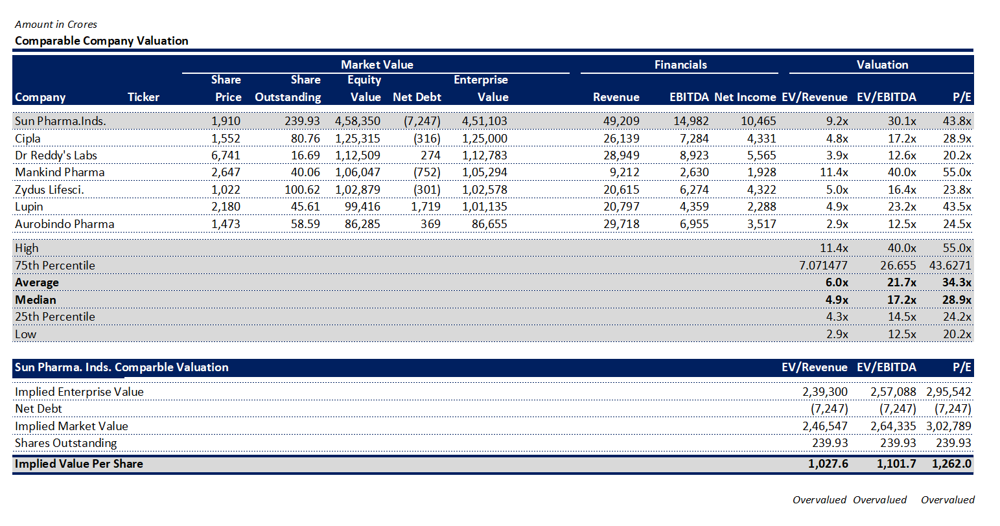 Amount in Crores
Comparable Company Valuation
Market Value Financials Valuation
Share Share Equity Enterprise
Company Ticker Price Outstanding Value Net Debt Value Revenue EBITDA Net Income EV/Revenue EV/EBITDA P/E
Sun Pharma.Inds. 1,910 239.93 4,58,350 (7,247) 4,51,103 49,209 14,982 10,465 9.2x 30.1x 43.8x
Cipla 1,552 80.76 1,25,315 (316) 1,25,000 26,139 7,284 4,331 4.8x 17.2x 28.9x
Dr Reddy's Labs 6,741 16.69 1,12,509 274 1,12,783 28,949 8,923 5,565 3.9x 12.6x 20.2x
Mankind Pharma 2,647 40.06 1,06,047 (752) 1,05,294 9,212 2,630 1,928 11.4x 40.0x 55.0x
Zydus Lifesci. 1,022 100.62 1,02,879 (301) 1,02,578 20,615 6,274 4,322 5.0x 16.4x 23.8x
Lupin 2,180 45.61 99,416 1,719 1,01,135 20,797 4,359 2,288 4.9x 23.2x 43.5x
Aurobindo Pharma 1,473 58.59 86,285 369 86,655 29,718 6,955 3,517 2.9x 12.5x 24.5x
High 11.4x 40.0x 55.0x
75th Percentile 7.071477 26.655 43.6271
Average 6.0x 21.7x 34.3x
Median 4.9x 17.2x 28.9x
25th Percentile 4.3x 14.5x 24.2x
Low 2.9x 12.5x 20.2x
Sun Pharma. Inds. Comparble Valuation EV/Revenue EV/EBITDA P/E
Implied Enterprise Value 2,39,300 2,57,088 2,95,542
Net Debt (7,247) (7,247) (7,247)
Implied Market Value 2,46,547 2,64,335 3,02,789
Shares Outstanding 239.93 239.93 239.93
Implied Value Per Share 1,027.6 1,101.7 1,262.0
Overvalued Overvalued Overvalued